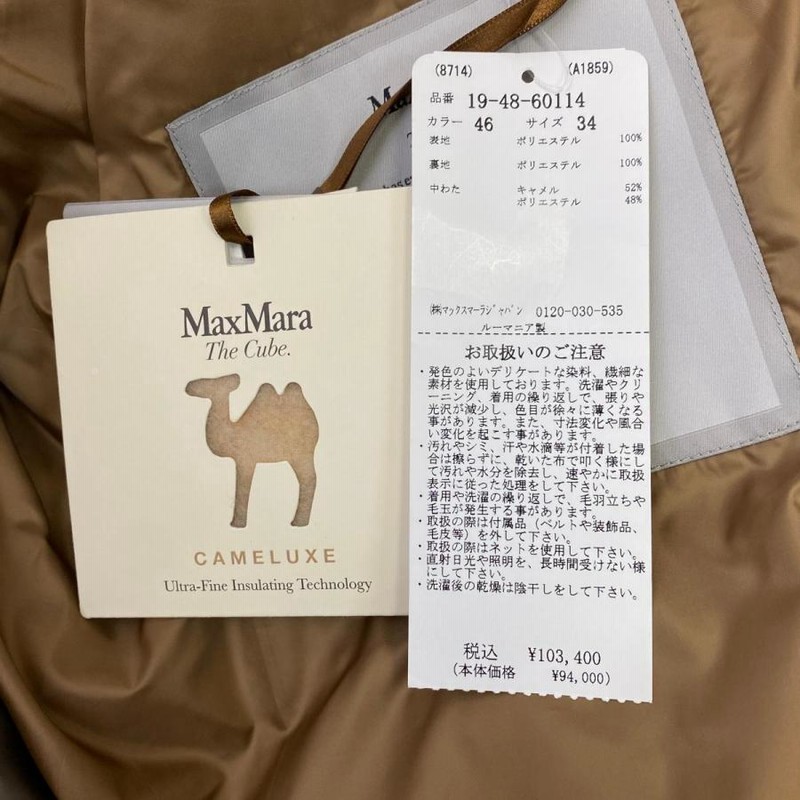 MaxMara
The Cube.
CAMELUXE
Ultra-Fine Insulating Technology
(8714) (A1859)
品番 19-48-60114
カラー 46 サイズ 34
表地 ポリエステル 100%
裏地 ポリエステル 100%
中わた キャメル 52%
ポリエステル 48%
㈱マックスマーラジャパン 0120-030-535
ルーマニア製
お取扱いのご注意
・発色のよいデリケートな染料、繊細な
素材を使用しております。洗濯やクリ
ーニング、着用の繰り返しで、張りや
光沢が減少し、色目が徐々に薄くなる
事があります。また、寸法変化や風合
い変化を起こす事があります。
・汚れやシミ、汗や水滴等が付着した場
合は擦らずに、乾いた布で叩く様にし
て汚れや水分を除去し、速やかに取扱
表示に従った処理をして下さい。
・着用や洗濯の繰り返しで、毛羽立ちや
毛玉が発生する事があります。
・取扱の際は付属品（ベルトや装飾品、
毛皮等）を外して下さい。
・取扱の際はネットを使用して下さい。
・直射日光や照明を、長時間受けない様
にして下さい。
・洗濯後の乾燥は陰干しをして下さい。
税込 ¥103,400
(本体価格 ¥94,000)